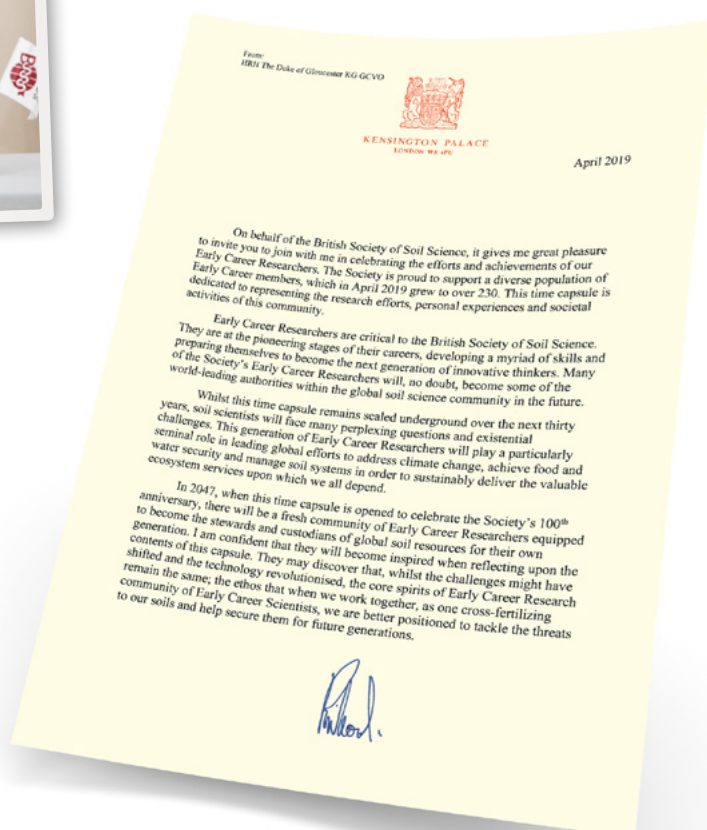 From:
HRH The Duke of Gloucester KG GCVO
KENSINGTON PALACE
LONDON W8 4PU
April 2019
On behalf of the British Society of Soil Science, it gives me great pleasure
to invite you to join with me in celebrating the efforts and achievements of our
Early Career Researchers. The Society is proud to support a diverse population of
Early Career members, which in April 2019 grew to over 230. This time capsule is
dedicated to representing the research efforts, personal experiences and societal
activities of this community.
Early Career Researchers are critical to the British Society of Soil Science.
They are at the pioneering stages of their careers, developing a myriad of skills and
preparing themselves to become the next generation of innovative thinkers. Many
of the Society's Early Career Researchers will, no doubt, become some of the
world-leading authorities within the global soil science community in the future.
Whilst this time capsule remains sealed underground over the next thirty
years, soil scientists will face many perplexing questions and existential
challenges. This generation of Early Career Researchers will play a particularly
seminal role in leading global efforts to address climate change, achieve food and
water security and manage soil systems in order to sustainably deliver the valuable
ecosystem services upon which we all depend.
In 2047, when this time capsule is opened to celebrate the Society's 100th
anniversary, there will be a fresh community of Early Career Researchers equipped
to become the stewards and custodians of global soil resources for their own
generation. I am confident that they will become inspired when reflecting upon the
contents of this capsule. They may discover that, whilst the challenges might have
shifted and the technology revolutionised, the core spirits of Early Career Research
remain the same; the ethos that when we work together, as one cross-fertilizing
community of Early Career Scientists, we are better positioned to tackle the threats
to our soils and help secure them for future generations.